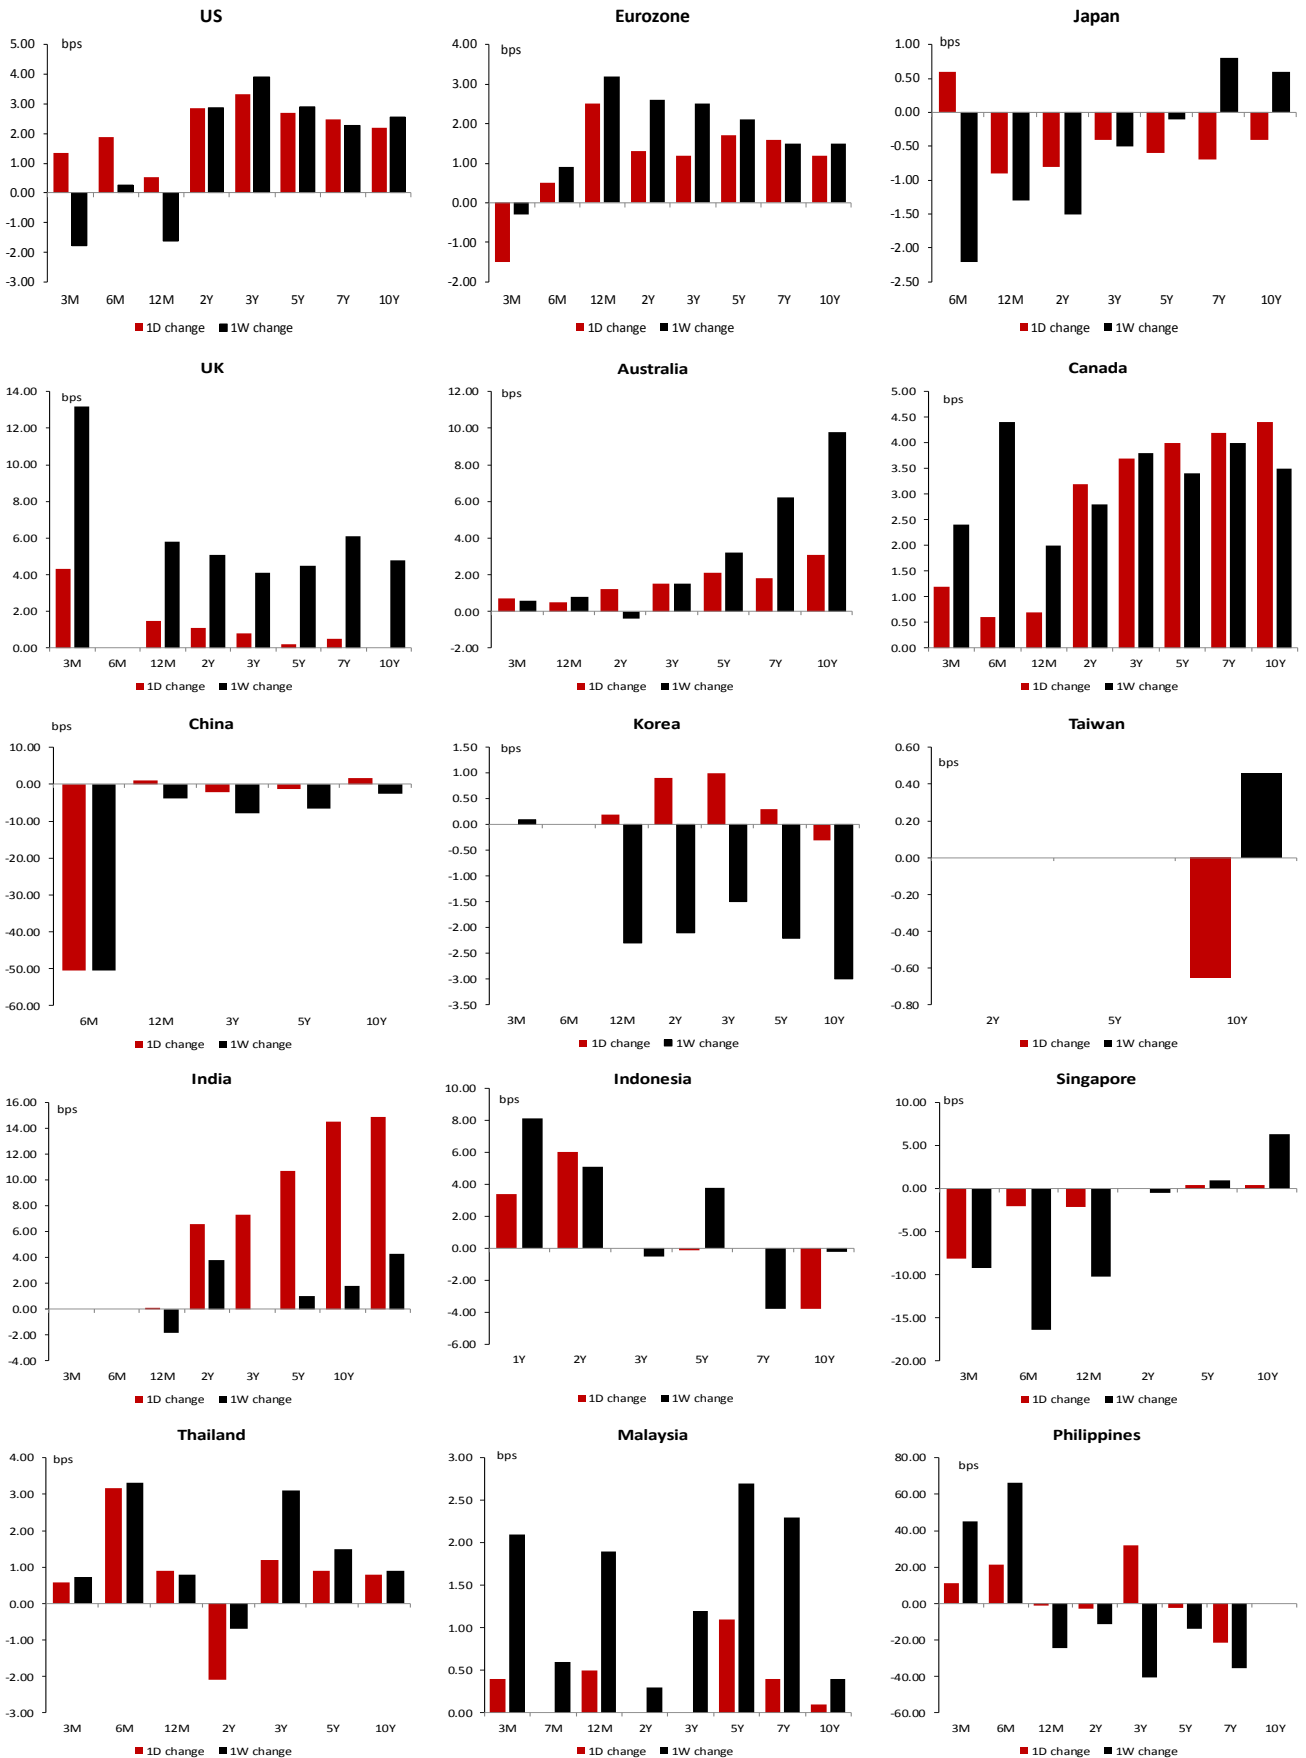 US
bps
5.00
4.00
3.00
2.00
1.00
0.00
-1.00
-2.00
-3.00
3M 6M 12M 2Y 3Y 5Y 7Y 10Y
1D change 1W change
Eurozone
bps
4.00
3.00
2.00
1.00
0.00
-1.00
-2.00
3M 6M 12M 2Y 3Y 5Y 7Y 10Y
1D change 1W change
Japan
bps
1.00
0.50
0.00
-0.50
-1.00
-1.50
-2.00
-2.50
6M 12M 2Y 3Y 5Y 7Y 10Y
1D change 1W change
UK
bps
14.00
12.00
10.00
8.00
6.00
4.00
2.00
0.00
3M 6M 12M 2Y 3Y 5Y 7Y 10Y
1D change 1W change
Australia
bps
12.00
10.00
8.00
6.00
4.00
2.00
0.00
-2.00
3M 12M 2Y 3Y 5Y 7Y 10Y
1D change 1W change
Canada
bps
5.00
4.50
4.00
3.50
3.00
2.50
2.00
1.50
1.00
0.50
0.00
3M 6M 12M 2Y 3Y 5Y 7Y 10Y
1D change 1W change
China
bps
10.00
0.00
-10.00
-20.00
-30.00
-40.00
-50.00
-60.00
6M 12M 3Y 5Y 10Y
1D change 1W change
Korea
bps
1.50
1.00
0.50
0.00
-0.50
-1.00
-1.50
-2.00
-2.50
-3.00
-3.50
3M 6M 12M 2Y 3Y 5Y 10Y
1D change 1W change
Taiwan
bps
0.60
0.40
0.20
0.00
-0.20
-0.40
-0.60
-0.80
2Y 5Y 10Y
1D change 1W change
India
bps
16.00
14.00
12.00
10.00
8.00
6.00
4.00
2.00
0.00
-2.00
-4.00
3M 6M 12M 2Y 3Y 5Y 10Y
1D change 1W change
Indonesia
bps
10.00
8.00
6.00
4.00
2.00
0.00
-2.00
-4.00
-6.00
1Y 2Y 3Y 5Y 7Y 10Y
1D change 1W change
Singapore
bps
10.00
5.00
0.00
-5.00
-10.00
-15.00
-20.00
3M 6M 12M 2Y 5Y 10Y
1D change 1W change
Thailand
bps
4.00
3.00
2.00
1.00
0.00
-1.00
-2.00
-3.00
3M 6M 12M 2Y 3Y 5Y 10Y
1D change 1W change
Malaysia
bps
3.00
2.50
2.00
1.50
1.00
0.50
0.00
3M 7M 12M 2Y 3Y 5Y 7Y 10Y
1D change 1W change
Philippines
bps
80.00
60.00
40.00
20.00
0.00
-20.00
-40.00
-60.00
3M 6M 12M 2Y 3Y 5Y 7Y 10Y
1D change 1W change